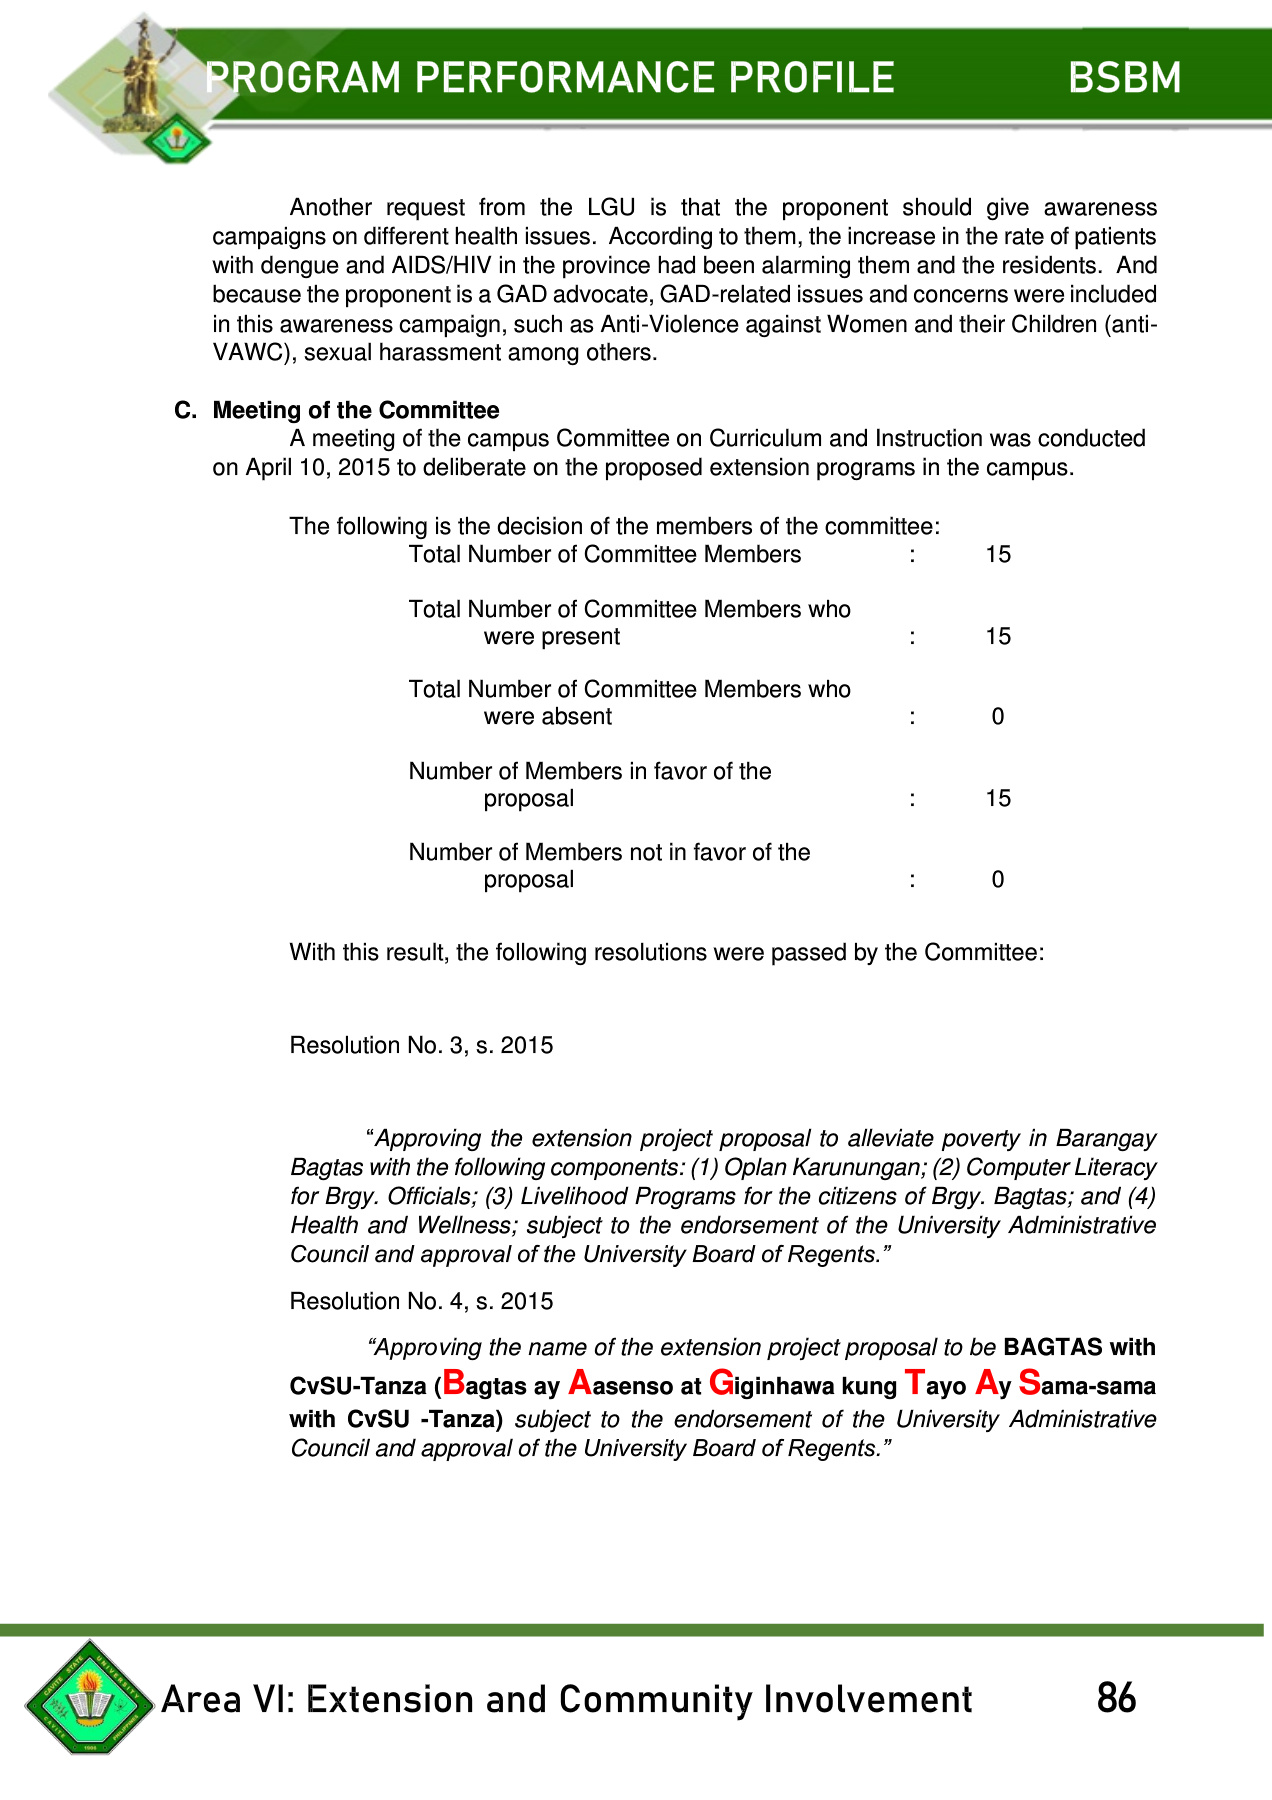 PROGRAM PERFORMANCE PROFILE BSBM
Another request from the LGU is that the proponent should give awareness
campaigns on different health issues. According to them, the increase in the rate of patients
with dengue and AIDS/HIV in the province had been alarming them and the residents. And
because the proponent is a GAD advocate, GAD-related issues and concerns were included
in this awareness campaign, such as Anti-Violence against Women and their Children (anti-
VAWC), sexual harassment among others.
C. Meeting of the Committee
A meeting of the campus Committee on Curriculum and Instruction was conducted
on April 10, 2015 to deliberate on the proposed extension programs in the campus.
The following is the decision of the members of the committee:
Total Number of Committee Members : 15
Total Number of Committee Members who
were present : 15
Total Number of Committee Members who
were absent : 0
Number of Members in favor of the
proposal : 15
Number of Members not in favor of the
proposal : 0
With this result, the following resolutions were passed by the Committee:
Resolution No. 3, s. 2015
“Approving the extension project proposal to alleviate poverty in Barangay
Bagtas with the following components: (1) Oplan Karunungan; (2) Computer Literacy
for Brgy. Officials; (3) Livelihood Programs for the citizens of Brgy. Bagtas; and (4)
Health and Wellness; subject to the endorsement of the University Administrative
Council and approval of the University Board of Regents.”
Resolution No. 4, s. 2015
“Approving the name of the extension project proposal to be BAGTAS with
CvSU-Tanza (Bagtas ay Aasenso at Giginhawa kung Tayo Ay Sama-sama
with CvSU -Tanza) subject to the endorsement of the University Administrative
Council and approval of the University Board of Regents.”
CAVITE STATE UNIVERSITY
CAVITE PHILIPPINES
1906
Area VI: Extension and Community Involvement 86